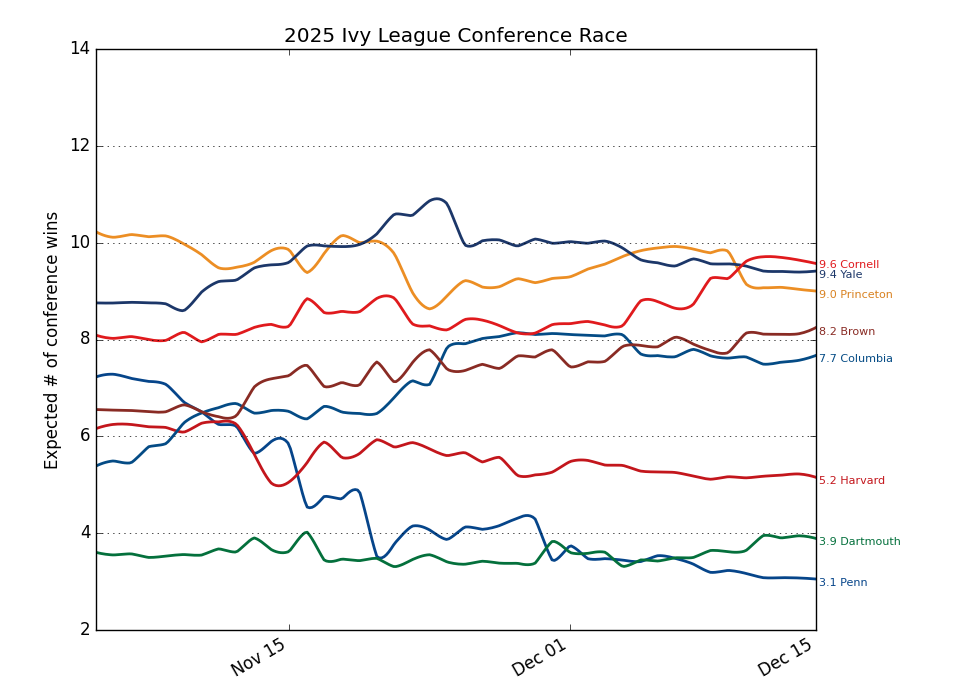 2025 Ivy League Conference Race
Expected # of conference wins
14
12
10
8
6
4
2
Nov 15
Dec 01
Dec 15
9.6 Cornell
9.4 Yale
9.0 Princeton
8.2 Brown
7.7 Columbia
5.2 Harvard
3.9 Dartmouth
3.1 Penn